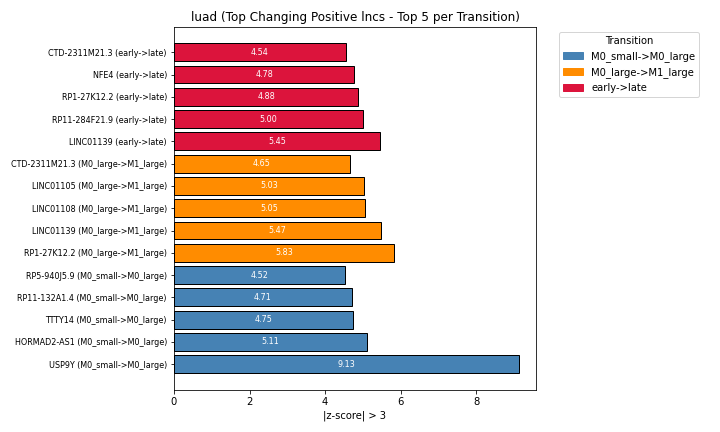 luad (Top Changing Positive lncs - Top 5 per Transition)
CTD-2311M21.3 (early->late) 4.54
NFE4 (early->late) 4.78
RP1-27K12.2 (early->late) 4.88
RP11-284F21.9 (early->late) 5.00
LINC01139 (early->late) 5.45
CTD-2311M21.3 (M0_large->M1_large) 4.65
LINC01105 (M0_large->M1_large) 5.03
LINC01108 (M0_large->M1_large) 5.05
LINC01139 (M0_large->M1_large) 5.47
RP1-27K12.2 (M0_large->M1_large) 5.83
RP5-940J5.9 (M0_small->M0_large) 4.52
RP11-132A1.4 (M0_small->M0_large) 4.71
TTTY14 (M0_small->M0_large) 4.75
HORMAD2-AS1 (M0_small->M0_large) 5.11
USP9Y (M0_small->M0_large) 9.13
0 2 4 6 8
|z-score| > 3
Transition
M0_small->M0_large
M0_large->M1_large
early->late